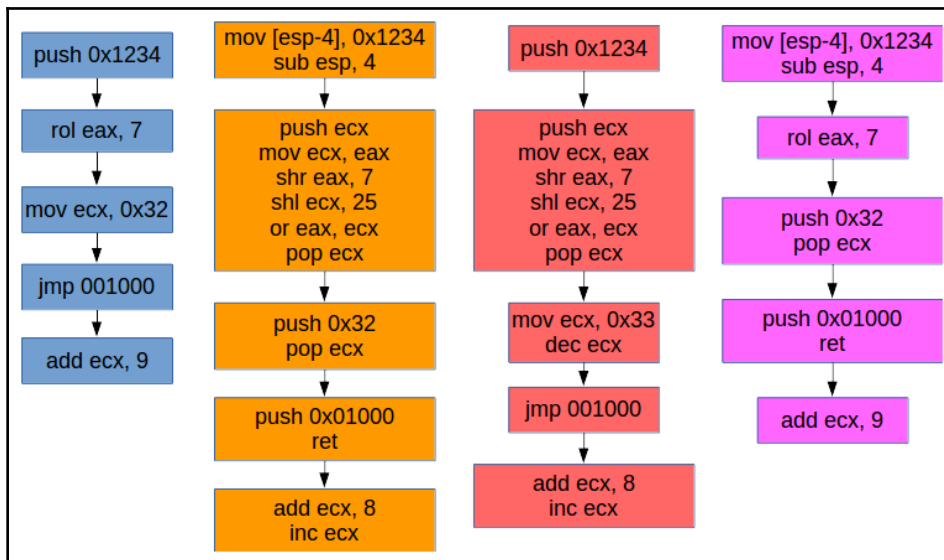 push 0x1234
rol eax, 7
mov ecx, 0x32
jmp 001000
add ecx, 9
mov [esp-4], 0x1234
sub esp, 4
push ecx
mov ecx, eax
shr eax, 7
shl ecx, 25
or eax, ecx
pop ecx
push 0x32
pop ecx
push 0x01000
ret
add ecx, 8
inc ecx
push 0x1234
push ecx
mov ecx, eax
shr eax, 7
shl ecx, 25
or eax, ecx
pop ecx
mov ecx, 0x33
dec ecx
jmp 001000
add ecx, 8
inc ecx
mov [esp-4], 0x1234
sub esp, 4
rol eax, 7
push 0x32
pop ecx
push 0x01000
ret
add ecx, 9